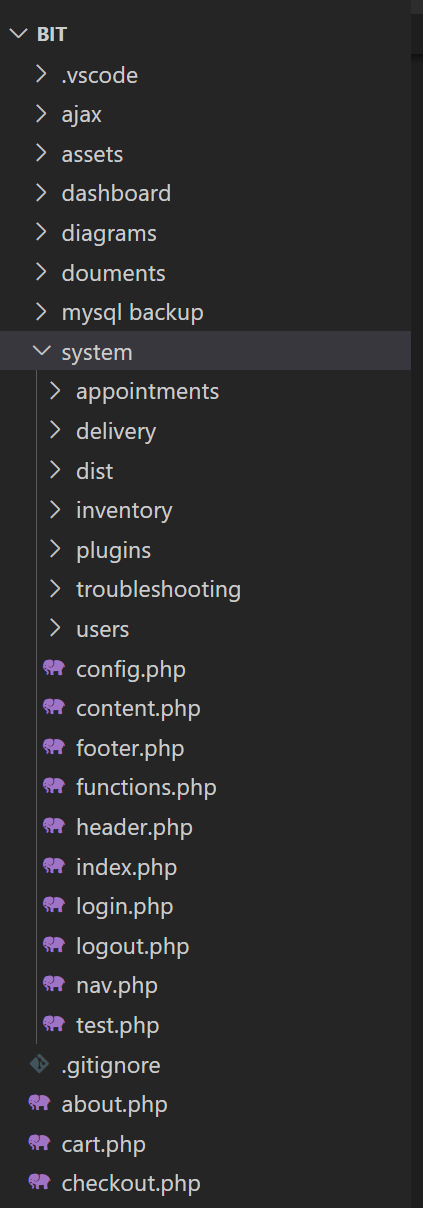 BIT
.vscode
ajax
assets
dashboard
diagrams
douments
mysql backup
system
appointments
delivery
dist
inventory
plugins
troubleshooting
users
config.php
content.php
footer.php
functions.php
header.php
index.php
login.php
logout.php
nav.php
test.php
.gitignore
about.php
cart.php
checkout.php